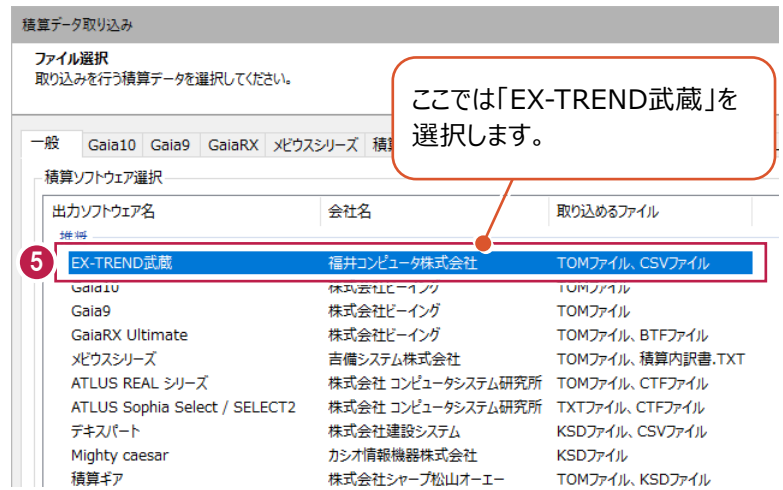 積算データ取り込み
ファイル選択
取り込みを行う積算データを選択してください。
ここでは「EX-TREND武蔵」を
選択します。
一般 Gaia10 Gaia9 GaiaRX メビウスシリーズ
積算ソフトウェア選択
出力ソフトウェア名 会社名 取り込めるファイル
推奨
5 EX-TREND武蔵 福井コンピュータ株式会社 TOMファイル、CSVファイル
Gaia10 株式会社ビーイング TOMファイル
Gaia9 株式会社ビーイング TOMファイル
GaiaRX Ultimate 株式会社ビーイング TOMファイル、BTFファイル
メビウスシリーズ 吉備システム株式会社 TOMファイル、積算内訳書.TXT
ATLUS REAL シリーズ 株式会社 コンピュータシステム研究所 TOMファイル、CTFファイル
ATLUS Sophia Select / SELECT2 株式会社 コンピュータシステム研究所 TXTファイル、CTFファイル
デキスパート 株式会社建設システム KSDファイル、CSVファイル
Mighty caesar カシオ情報機器株式会社 KSDファイル
積算ギア 株式会社シャープ松山オーエー TOMファイル、KSDファイル